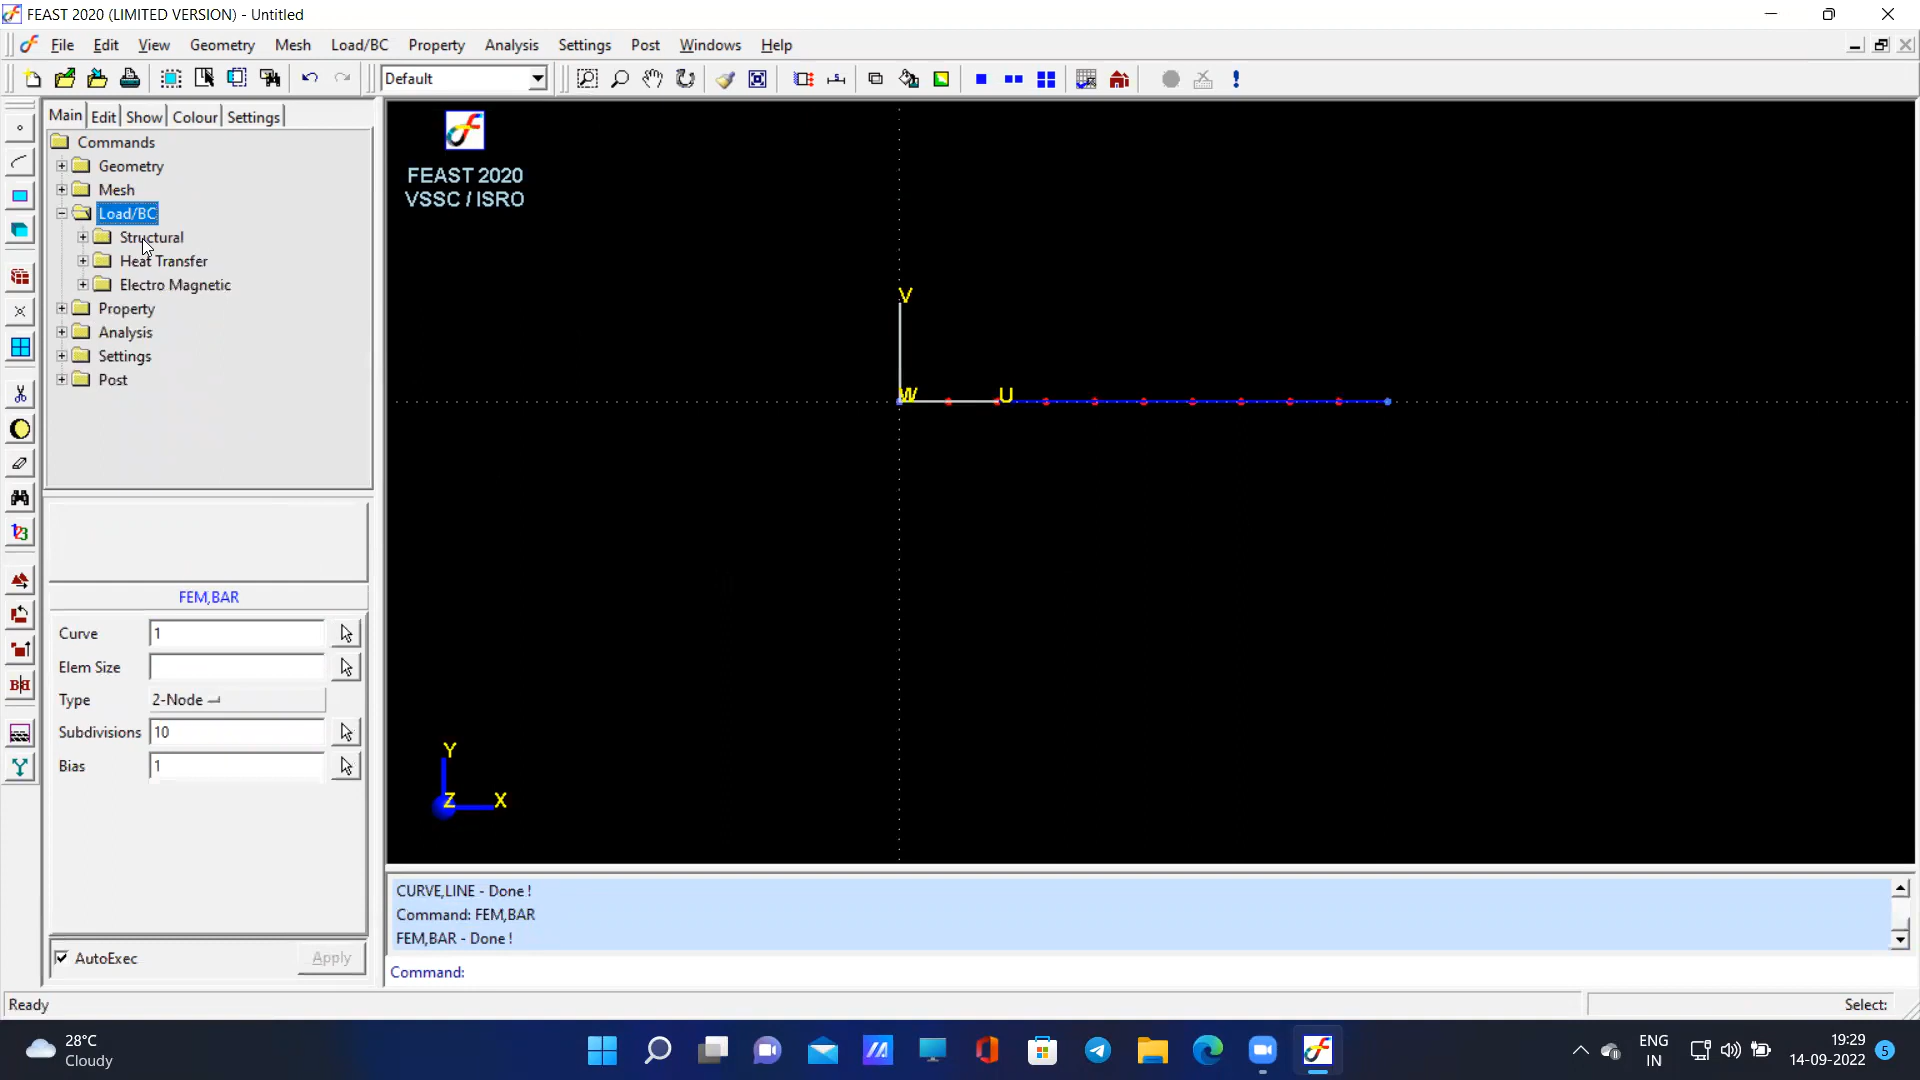 FEAST 2020 (LIMITED VERSION) - Untitled
File Edit View Geometry Mesh Load/BC Property Analysis Settings Post Windows Help
Default
Main Edit Show Colour Settings
Commands
Geometry
Mesh
Load/BC
Structural
Heat Transfer
Electro Magnetic
Property
Analysis
Settings
Post
123
FEM,BAR
Curve 1
Elem Size
Type 2-Node
Subdivisions 10
Bias 1
AutoExec Apply
FEAST 2020
VSSC / ISRO
V
W U
Y
Z X
CURVE,LINE - Done !
Command: FEM,BAR
FEM,BAR - Done !
Command:
Ready Select:
28°C
Cloudy
ENG
IN
19:29
14-09-2022
5